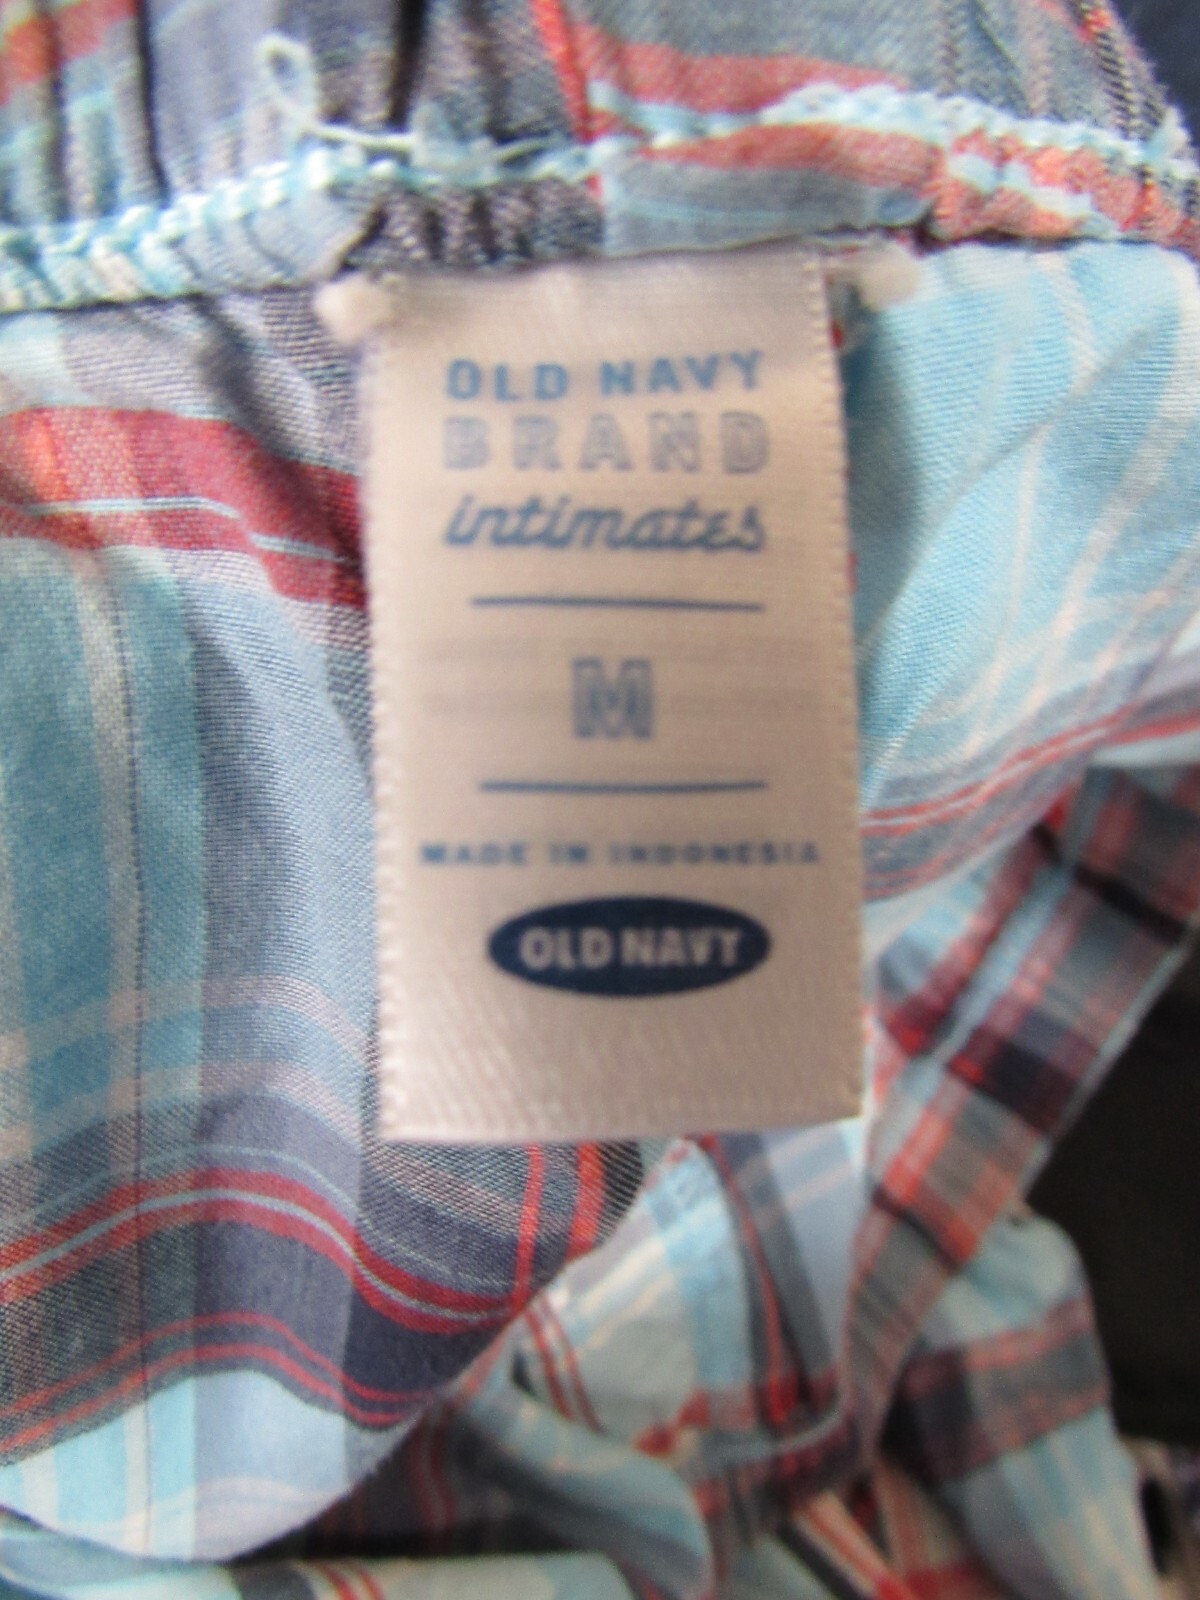 OLD NAVY
BRAND
intimates
M
MADE IN INDONESIA
OLD NAVY